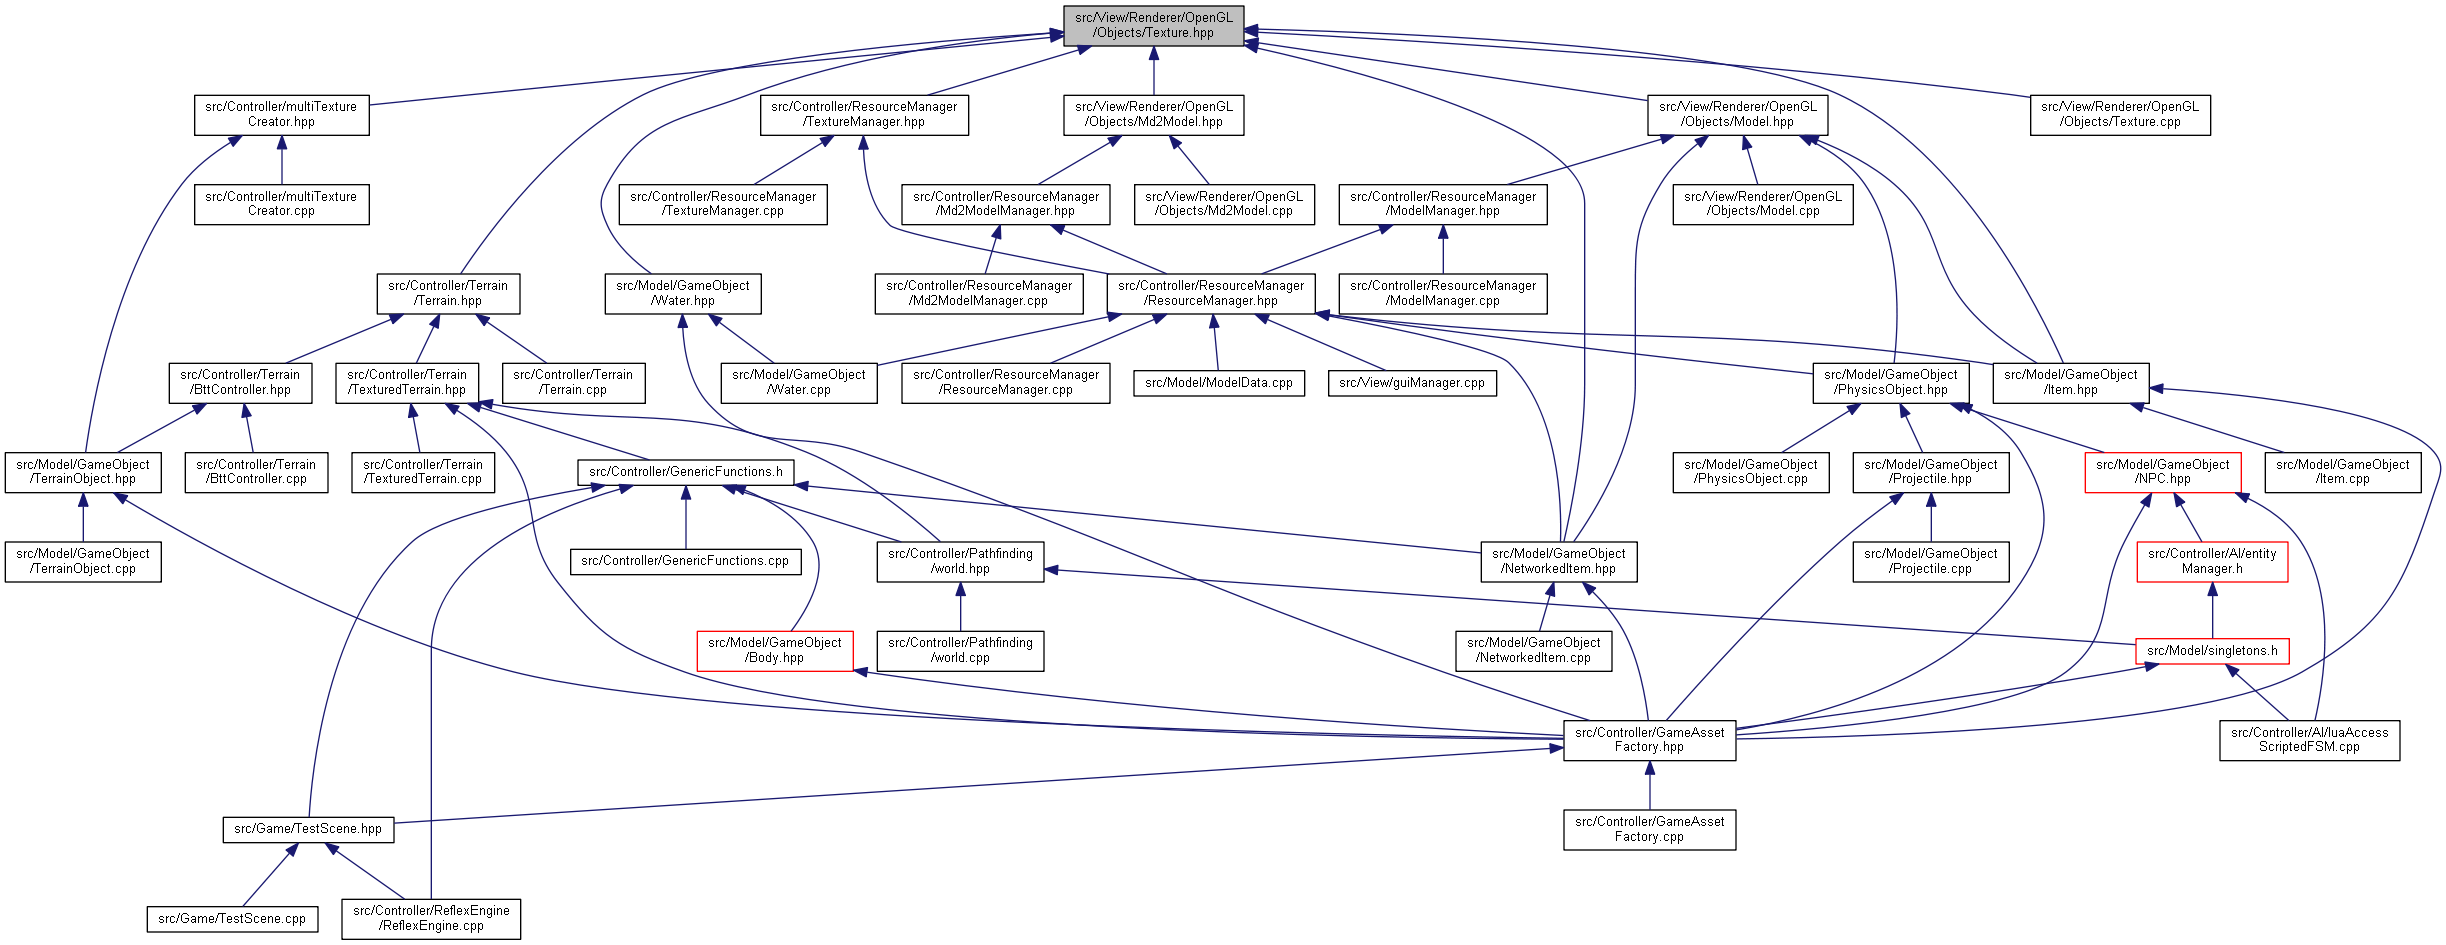 src/View/Renderer/OpenGL
/Objects/Texture.hpp
src/Controller/multiTexture
Creator.hpp
src/Controller/ResourceManager
/TextureManager.hpp
src/View/Renderer/OpenGL
/Objects/Md2Model.hpp
src/View/Renderer/OpenGL
/Objects/Model.hpp
src/View/Renderer/OpenGL
/Objects/Texture.cpp
src/Controller/multiTexture
Creator.cpp
src/Controller/ResourceManager
/TextureManager.cpp
src/Controller/ResourceManager
/Md2ModelManager.hpp
src/View/Renderer/OpenGL
/Objects/Md2Model.cpp
src/Controller/ResourceManager
/ModelManager.hpp
src/View/Renderer/OpenGL
/Objects/Model.cpp
src/Controller/Terrain
/Terrain.hpp
src/Model/GameObject
/Water.hpp
src/Controller/ResourceManager
/Md2ModelManager.cpp
src/Controller/ResourceManager
/ResourceManager.hpp
src/Controller/ResourceManager
/ModelManager.cpp
src/Controller/Terrain
/BttController.hpp
src/Controller/Terrain
/TexturedTerrain.hpp
src/Controller/Terrain
/Terrain.cpp
src/Model/GameObject
/Water.cpp
src/Controller/ResourceManager
/ResourceManager.cpp
src/Model/ModelData.cpp
src/View/guiManager.cpp
src/Model/GameObject
/PhysicsObject.hpp
src/Model/GameObject
/Item.hpp
src/Model/GameObject
/TerrainObject.hpp
src/Controller/Terrain
/BttController.cpp
src/Controller/Terrain
/TexturedTerrain.cpp
src/Controller/GenericFunctions.h
src/Model/GameObject
/PhysicsObject.cpp
src/Model/GameObject
/Projectile.hpp
src/Model/GameObject
/NPC.hpp
src/Model/GameObject
/Item.cpp
src/Model/GameObject
/TerrainObject.cpp
src/Controller/GenericFunctions.cpp
src/Controller/Pathfinding
/world.hpp
src/Model/GameObject
/NetworkedItem.hpp
src/Model/GameObject
/Projectile.cpp
src/Controller/AI/entity
Manager.h
src/Model/GameObject
/Body.hpp
src/Controller/Pathfinding
/world.cpp
src/Model/GameObject
/NetworkedItem.cpp
src/Model/singletons.h
src/Controller/GameAsset
Factory.hpp
src/Controller/AI/luaAccess
ScriptedFSM.cpp
src/Game/TestScene.hpp
src/Controller/GameAsset
Factory.cpp
src/Game/TestScene.cpp
src/Controller/ReflexEngine
/ReflexEngine.cpp